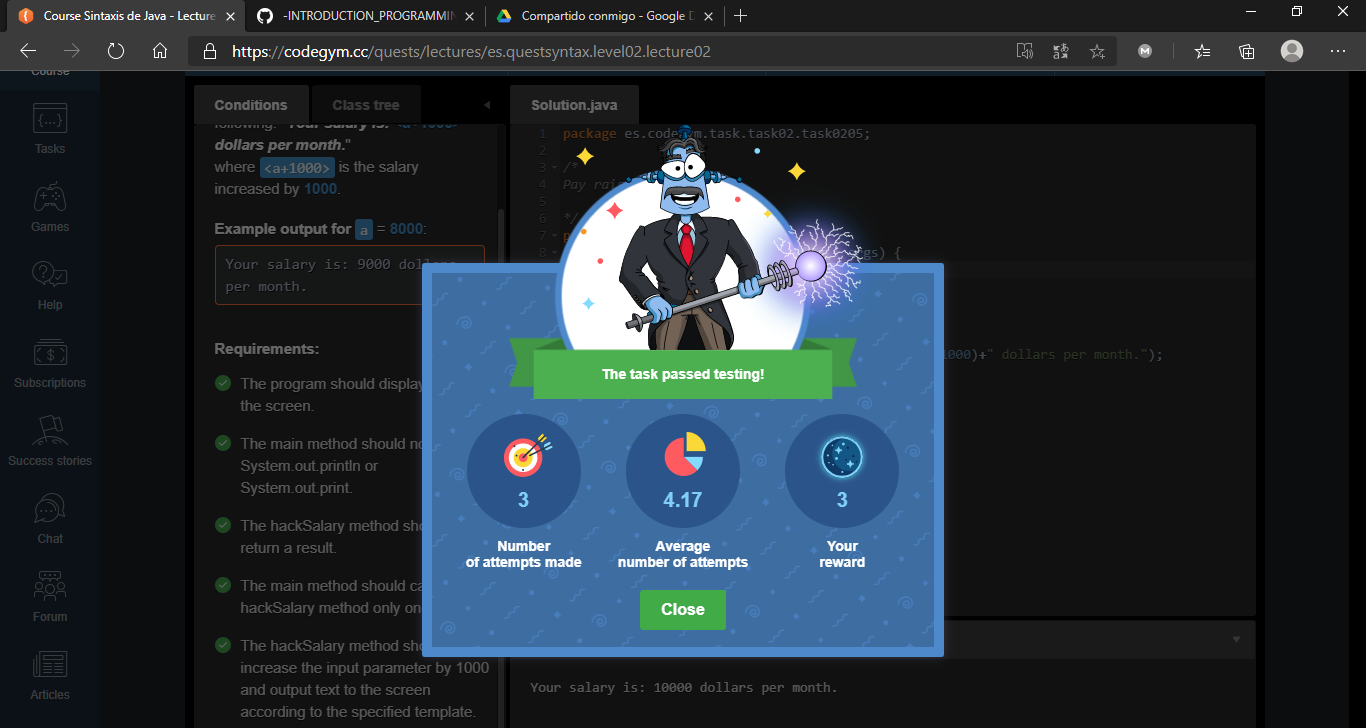 Course Sintaxis de Java - Lecture
-INTRODUCTION_PROGRAMMIN
Compartido conmigo - Google D
https://codegym.cc/quests/lectures/es.questsyntax.level02.lecture02
M
Course
Tasks
Games
Help
Subscriptions
Success stories
Chat
Forum
Articles
Conditions
Class tree
following: "Your salary is: <a+1000>
dollars per month."
where <a+1000> is the salary
increased by 1000.
Example output for a = 8000:
Your salary is: 9000
per month.
Requirements:
The program should display
the screen.
The main method should
System.out.println or
System.out.print.
The hackSalary method
return a result.
The main method should
hackSalary method only
The hackSalary method
increase the input parameter by 1000
and output text to the screen
according to the specified template.
Solution.java
1 package es.codegym.task.task02.task0205;
2
3 /*
4 Pay
5
6 */
7
8 gs) {
000)+" dollars per month.");
The task passed testing!
3
Number
of attempts made
4.17
Average
number of attempts
3
Your
reward
Close
Your salary is: 10000 dollars per month.